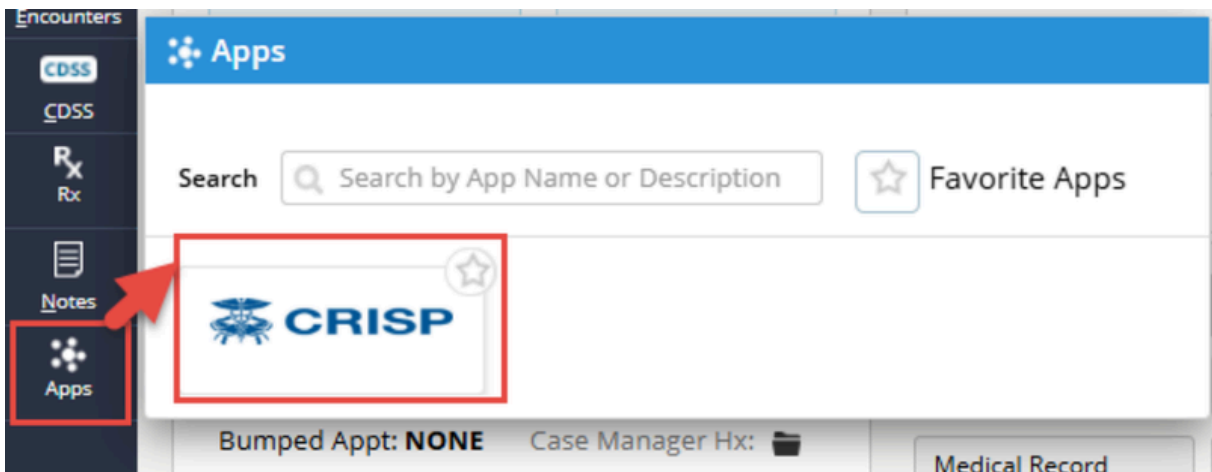 Encounters
CDSS
CDSS
Rx
Rx
Notes
Apps
Apps
Search
Search by App Name or Description
Favorite Apps
CRISP
Bumped Appt: NONE
Case Manager Hx:
Medical Record